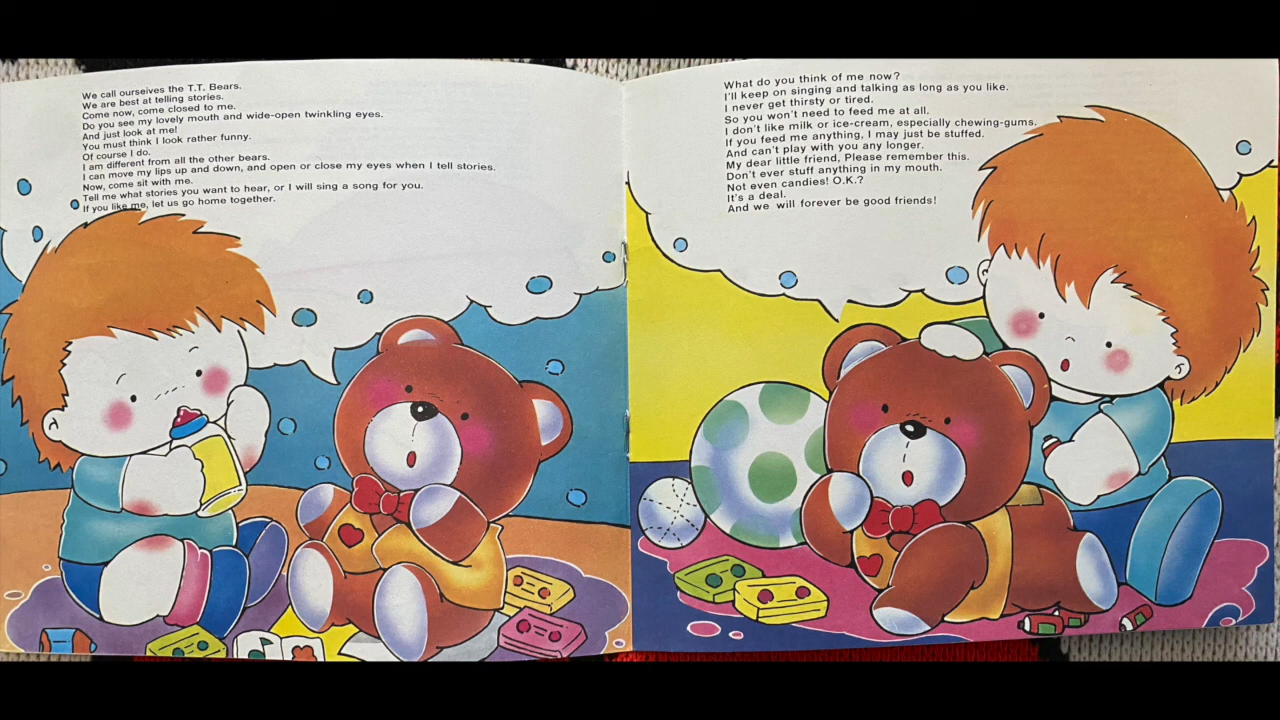 We call ourseives the T.T. Bears.
We are best at telling stories.
Come now, come closed to me.
Do you see my lovely mouth and wide-open twinkling eyes.
And just look at me!
You must think I look rather funny.
Of course I do.
I am different from all the other bears.
I can move my lips up and down, and open or close my eyes when I tell stories.
Now, come sit with me.
Tell me what stories you want to hear, or I will sing a song for you.
If you like me, let us go home together.
What do you think of me now?
I'll keep on singing and talking as long as you like.
I never get thirsty or tired.
So you won't need to feed me at all.
I don't like milk or ice-cream, especially chewing-gums.
If you feed me anything, I may just be stuffed.
And can't play with you any longer.
My dear little friend, Please remember this.
Don't ever stuff anything in my mouth.
Not even candies! O.K.?
It's a deal.
And we will forever be good friends!